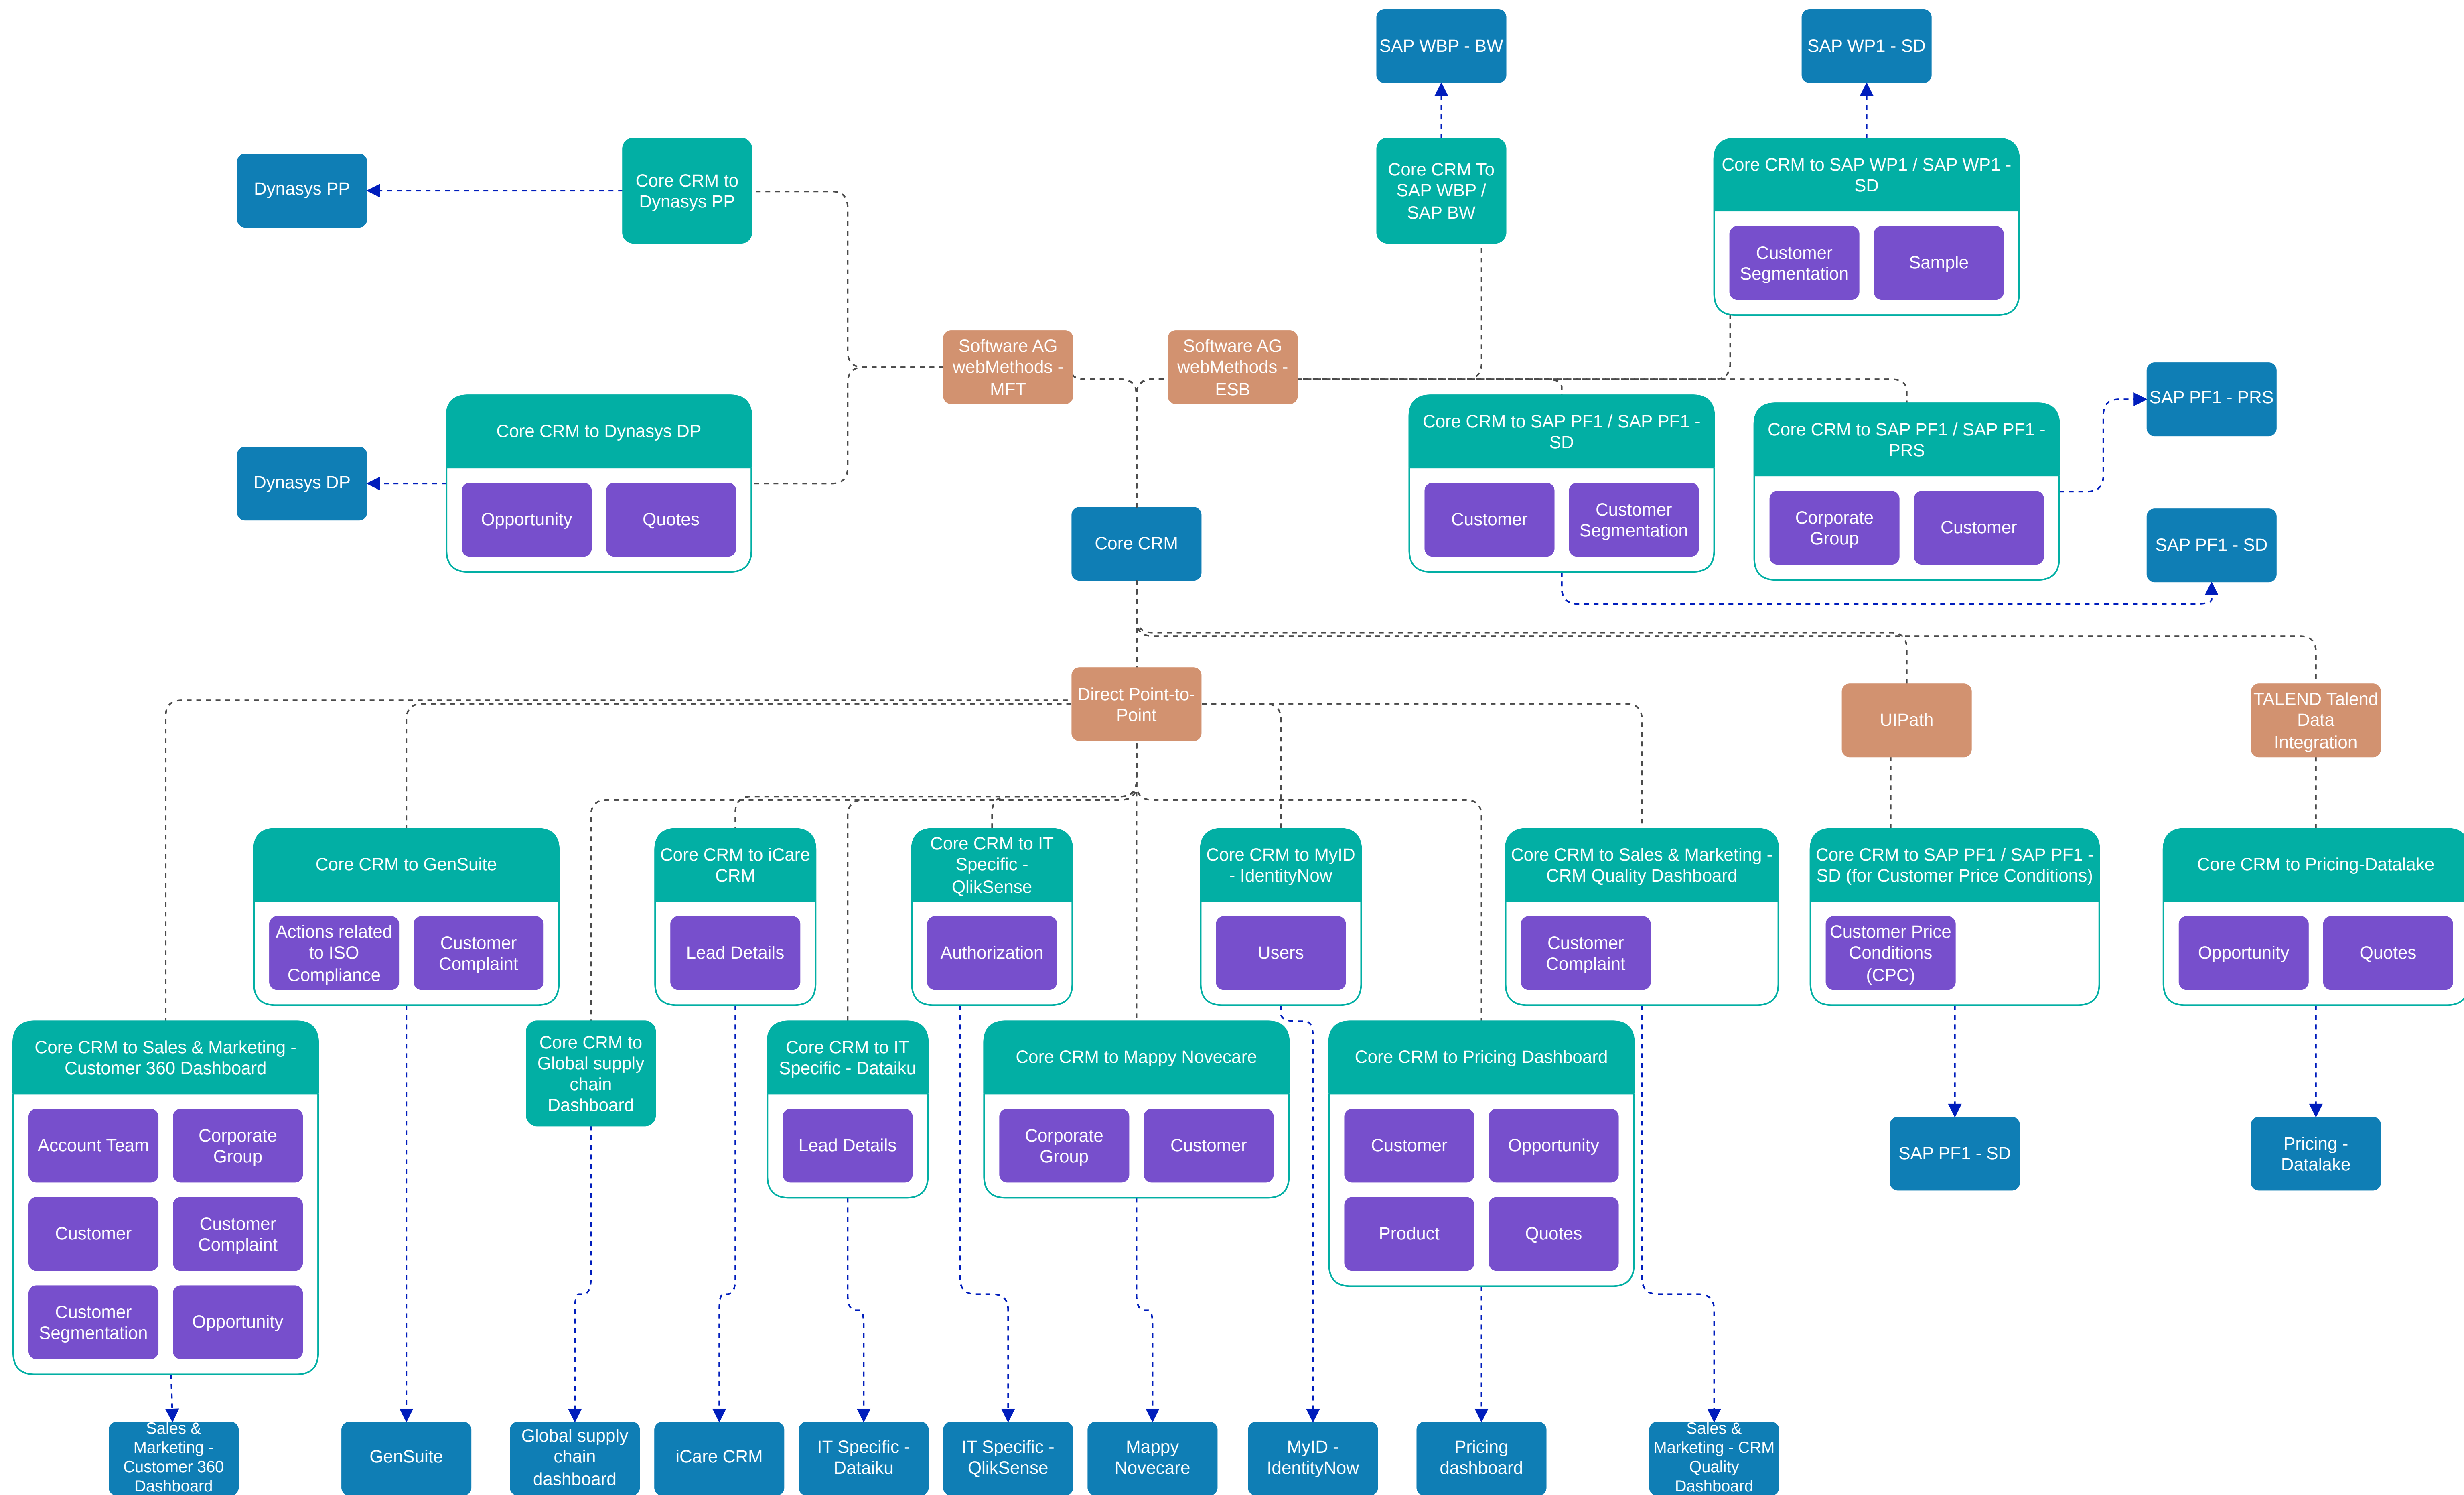 SAP WBP - BW
SAP WP1 - SD
Dynasys PP
Core CRM to
Dynasys PP
Core CRM To
SAP WBP /
SAP BW
Core CRM to SAP WP1 / SAP WP1 -
SD
Customer
Segmentation
Sample
Software AG
webMethods -
MFT
Software AG
webMethods -
ESB
SAP PF1 - PRS
Dynasys DP
Core CRM to Dynasys DP
Opportunity
Quotes
Core CRM
Core CRM to SAP PF1 / SAP PF1 -
SD
Customer
Customer
Segmentation
Core CRM to SAP PF1 / SAP PF1 -
PRS
Corporate
Group
Customer
SAP PF1 - SD
Direct Point-to-
Point
UIPath
TALEND Talend
Data
Integration
Core CRM to GenSuite
Actions related
to ISO
Compliance
Customer
Complaint
Core CRM to iCare
CRM
Lead Details
Core CRM to IT
Specific -
QlikSense
Authorization
Core CRM to MyID
- IdentityNow
Users
Core CRM to Sales & Marketing -
CRM Quality Dashboard
Customer
Complaint
Core CRM to SAP PF1 / SAP PF1 -
SD (for Customer Price Conditions)
Customer Price
Conditions
(CPC)
Core CRM to Pricing-Datalake
Opportunity
Quotes
Core CRM to Sales & Marketing -
Customer 360 Dashboard
Account Team
Corporate
Group
Customer
Customer
Complaint
Customer
Segmentation
Opportunity
Core CRM to
Global supply
chain
Dashboard
Core CRM to IT
Specific - Dataiku
Lead Details
Core CRM to Mappy Novecare
Corporate
Group
Customer
Core CRM to Pricing Dashboard
Customer
Opportunity
Product
Quotes
SAP PF1 - SD
Pricing -
Datalake
Sales &
Marketing -
Customer 360
Dashboard
GenSuite
Global supply
chain
dashboard
iCare CRM
IT Specific -
Dataiku
IT Specific -
QlikSense
Mappy
Novecare
MyID -
IdentityNow
Pricing
dashboard
Sales &
Marketing - CRM
Quality
Dashboard